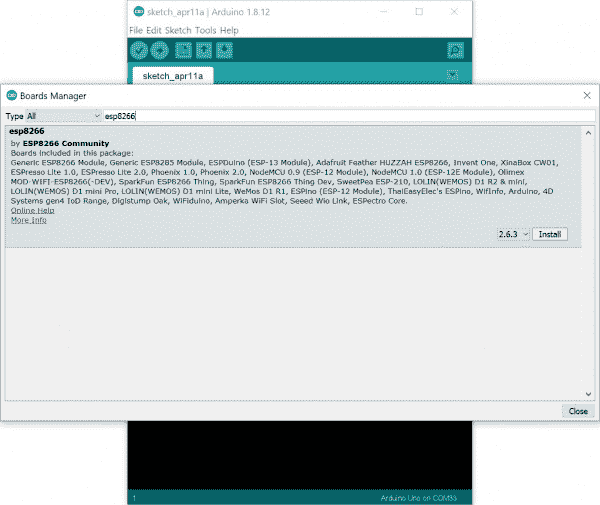 sketch_apr11a | Arduino 1.8.12
File Edit Sketch Tools Help
sketch_apr11a
Boards Manager
Type All esp8266
esp8266
by ESP8266 Community
Boards included in this package:
Generic ESP8266 Module, Generic ESP8285 Module, ESPDuino (ESP-13 Module), Adafruit Feather HUZZAH ESP8266, Invent One, XinaBox CW01,
ESPresso Lite 1.0, ESPresso Lite 2.0, Phoenix 1.0, Phoenix 2.0, NodeMCU 0.9 (ESP-12 Module), NodeMCU 1.0 (ESP-12E Module), Olimex
MOD-WIFI-ESP8266(-DEV), SparkFun ESP8266 Thing, SparkFun ESP8266 Thing Dev, SweetPea ESP-210, LOLIN(WEMOS) D1 R2 & mini,
LOLIN(WEMOS) D1 mini Pro, LOLIN(WEMOS) D1 mini Lite, WeMos D1 R1, ESPino (ESP-12 Module), ThaiEasyElec's ESPino, WifInfo, Arduino, 4D
Systems gen4 IoD Range, Digistump Oak, WiFiduino, Amperka WiFi Slot, Seeed Wio Link, ESPectro Core.
Online Help
More Info
2.6.3 Install
Close
1 Arduino Uno on COM33